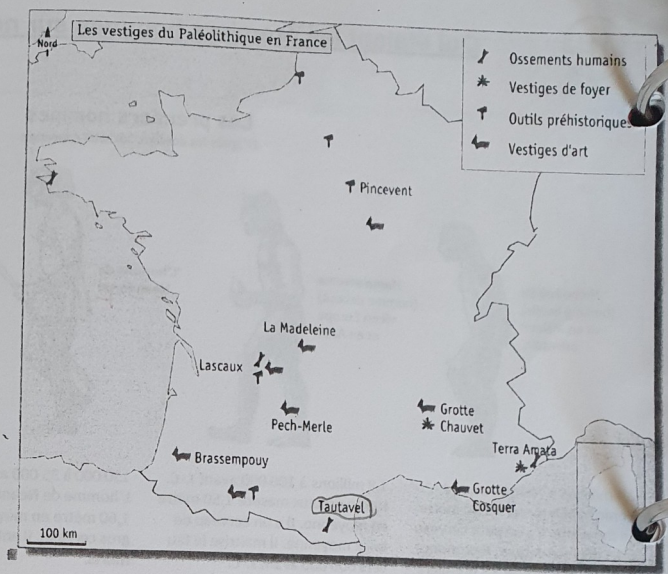 Nord
Les vestiges du Paléolithique en France
Ossements humains
Vestiges de foyer
Outils préhistoriques
Vestiges d'art
Pincevent
La Madeleine
Lascaux
Pech-Merle
Grotte
Chauvet
Terra Amata
Brassempouy
Grotte
Cosquer
Tautavel
100 km